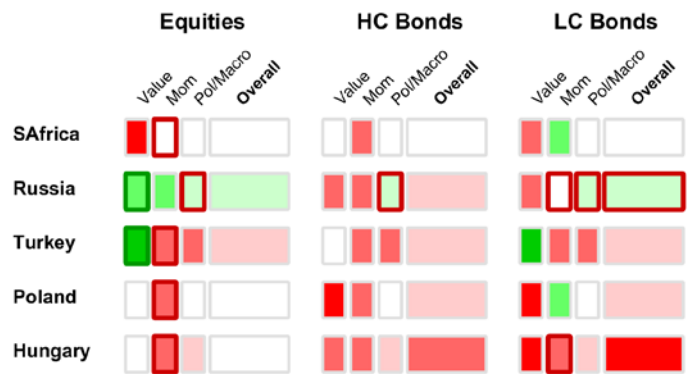 Equities HC Bonds LC Bonds
Value Mom Pol/Macro Overall Value Mom Pol/Macro Overall Value Mom Pol/Macro Overall
SAfrica
Russia
Turkey
Poland
Hungary